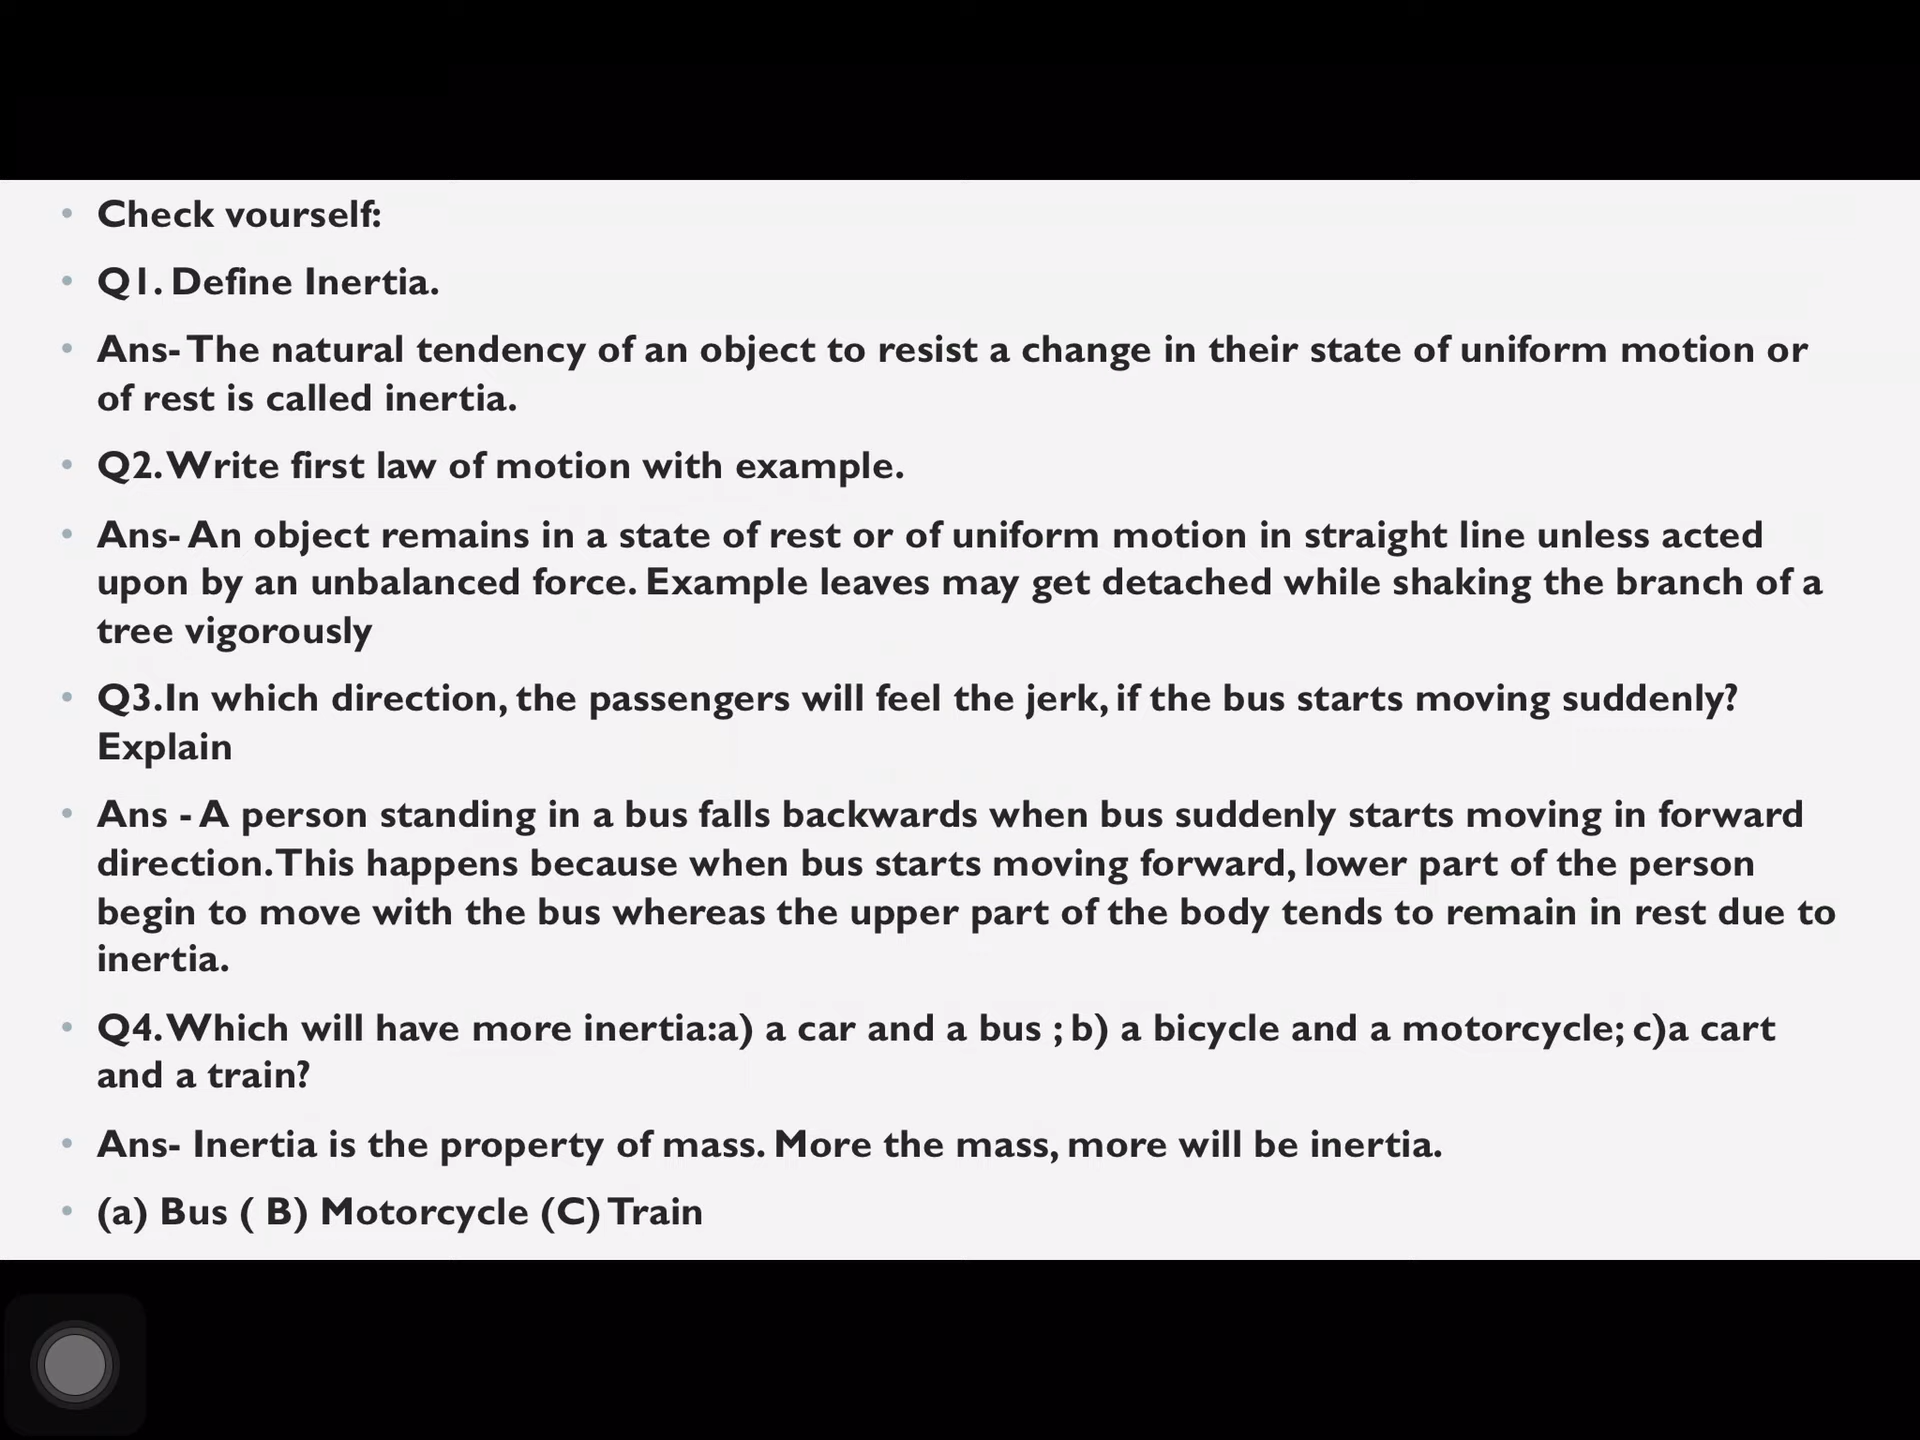 • Check yourself:
• Q1. Define Inertia.
• Ans- The natural tendency of an object to resist a change in their state of uniform motion or
of rest is called inertia.
• Q2. Write first law of motion with example.
• Ans- An object remains in a state of rest or of uniform motion in straight line unless acted
upon by an unbalanced force. Example leaves may get detached while shaking the branch of a
tree vigorously
• Q3.In which direction, the passengers will feel the jerk, if the bus starts moving suddenly?
Explain
• Ans - A person standing in a bus falls backwards when bus suddenly starts moving in forward
direction. This happens because when bus starts moving forward, lower part of the person
begin to move with the bus whereas the upper part of the body tends to remain in rest due to
inertia.
• Q4. Which will have more inertia:a) a car and a bus ; b) a bicycle and a motorcycle; c)a cart
and a train?
• Ans- Inertia is the property of mass. More the mass, more will be inertia.
• (a) Bus ( B) Motorcycle (C) Train